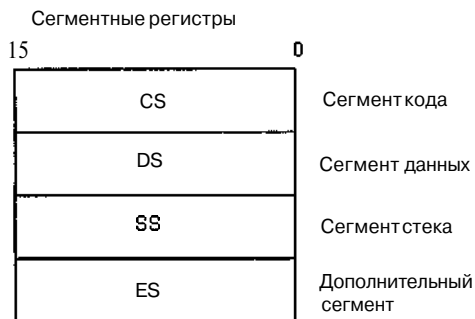 Сегментные регистры
15 0
CS Сегмент кода
DS Сегмент данных
SS Сегмент стека
ES Дополнительный
сегмент